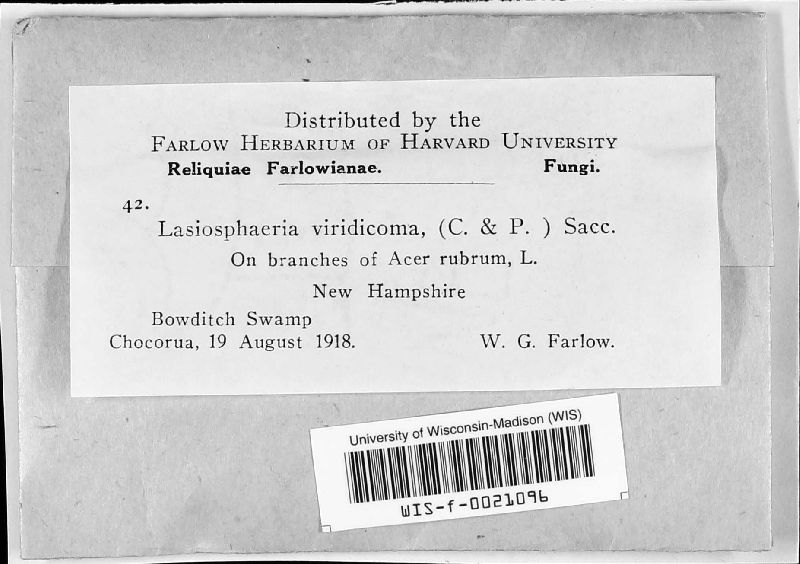 Distributed by the
Farlow Herbarium of Harvard University
Reliquiae Farlowianae. Fungi.
42.
Lasiosphaeria viridicoma, (C. & P. ) Sacc.
On branches of Acer rubrum, L.
New Hampshire
Bowditch Swamp
Chocorua, 19 August 1918. W. G. Farlow.
University of Wisconsin-Madison (WIS)
WIS-f-0021096